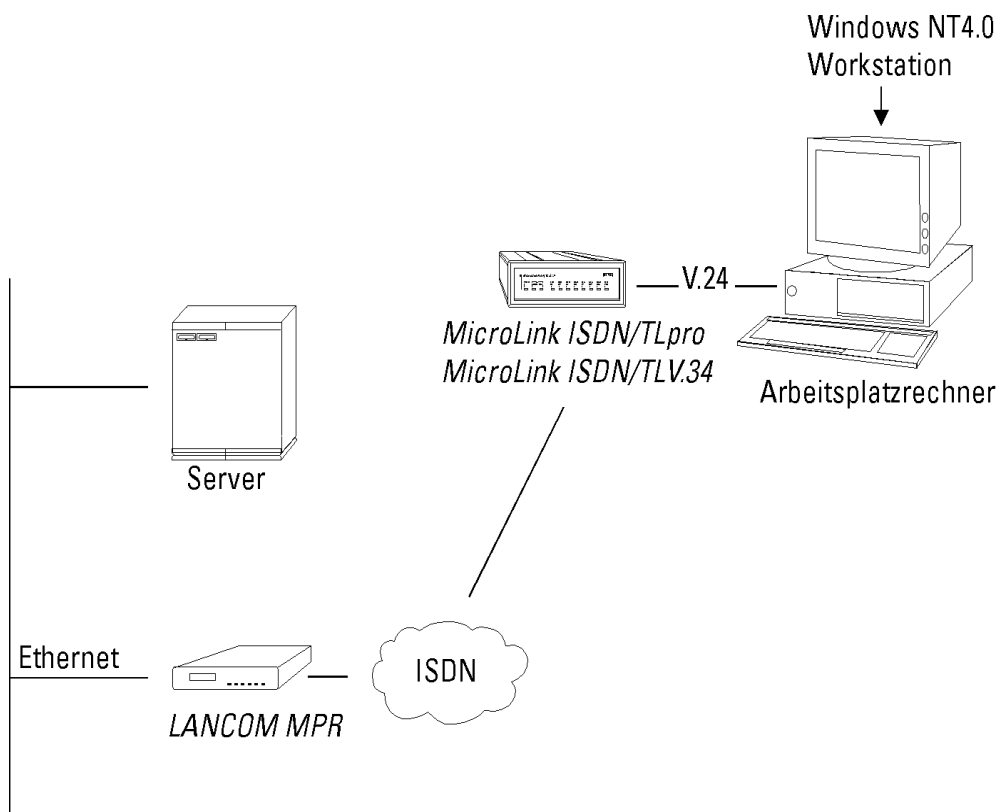 Windows NT4.0
Workstation
V.24
MicroLink ISDN/TLpro
MicroLink ISDN/TLV.34
Arbeitsplatzrechner
Server
Ethernet
ISDN
LANCOM MPR